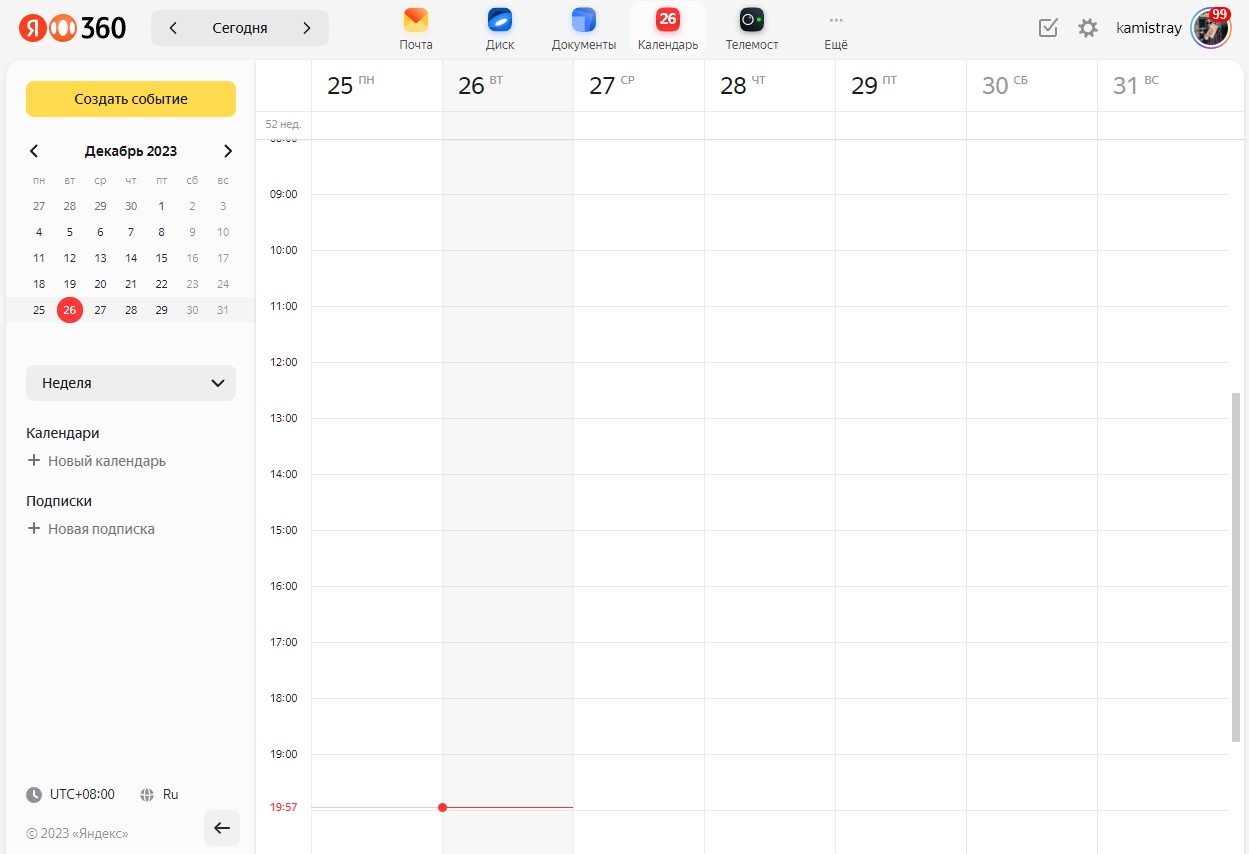 Я 360
Сегодня
Почта
Диск
Документы
26
Календарь
Телемост
Ещё
kamistray
99
Создать событие
Декабрь 2023
пн вт ср чт пт сб вс
27 28 29 30 1 2 3
4 5 6 7 8 9 10
11 12 13 14 15 16 17
18 19 20 21 22 23 24
25 26 27 28 29 30 31
Неделя
Календари
+ Новый календарь
Подписки
+ Новая подписка
UTC+08:00 Ru
© 2023 «Яндекс»
25 ПН 26 ВТ 27 СР 28 ЧТ 29 ПТ 30 СБ 31 ВС
52 нед.
08:00
09:00
10:00
11:00
12:00
13:00
14:00
15:00
16:00
17:00
18:00
19:00
19:57